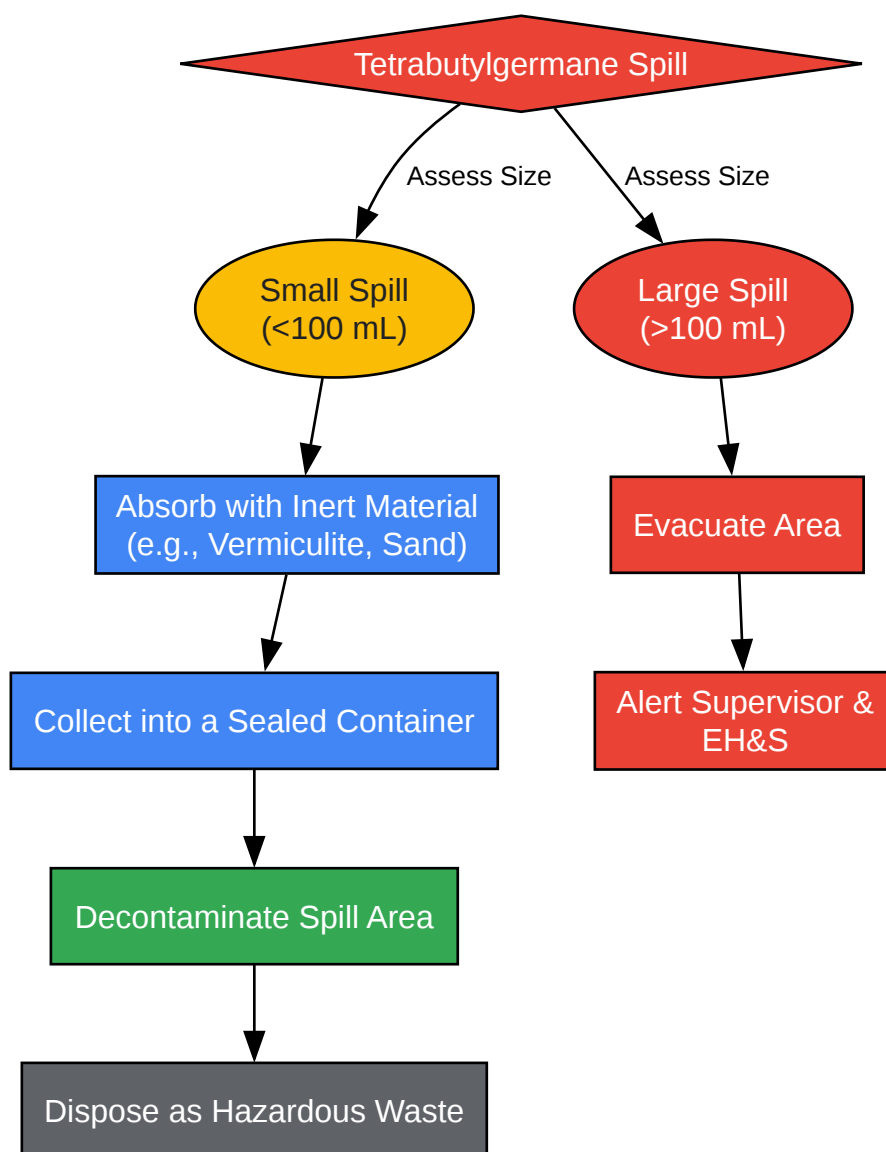 Tetrabutylgermane Spill
Assess Size
Assess Size
Small Spill
(<100 mL)
Large Spill
(>100 mL)
Absorb with Inert Material
(e.g., Vermiculite, Sand)
Evacuate Area
Collect into a Sealed Container
Alert Supervisor &
EH&S
Decontaminate Spill Area
Dispose as Hazardous Waste